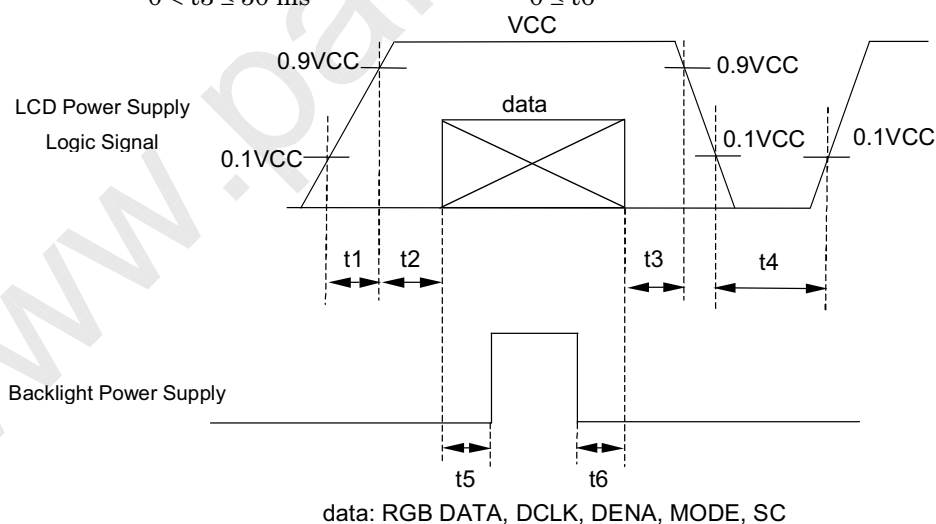 VCC
0.9VCC
0.9VCC
LCD Power Supply
Logic Signal
data
0.1VCC
0.1VCC
0.1VCC
t1
t2
t3
t4
Backlight Power Supply
t5
t6
data: RGB DATA, DCLK, DENA, MODE, SC